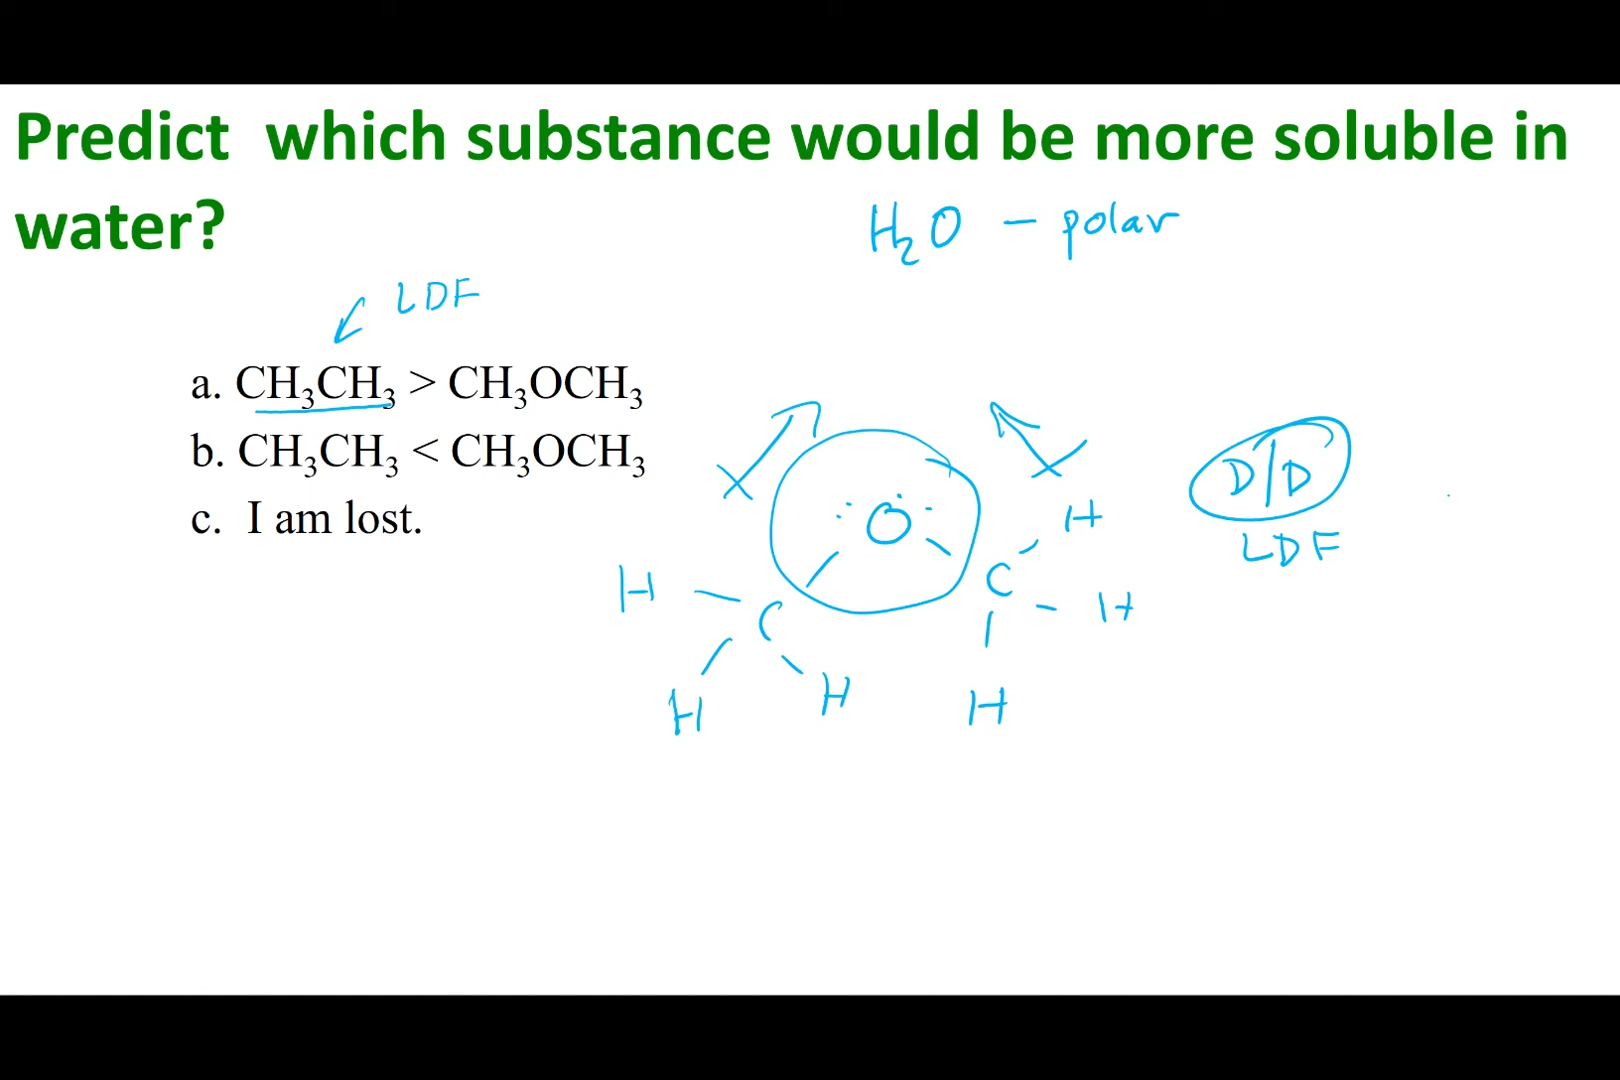 Predict which substance would be more soluble in
water?
H₂O – polar
LDF
a. CH₃CH₃ > CH₃OCH₃
b. CH₃CH₃ < CH₃OCH₃
D/D
c. I am lost.
O
H
LDF
H
C
C
H
H
H
H